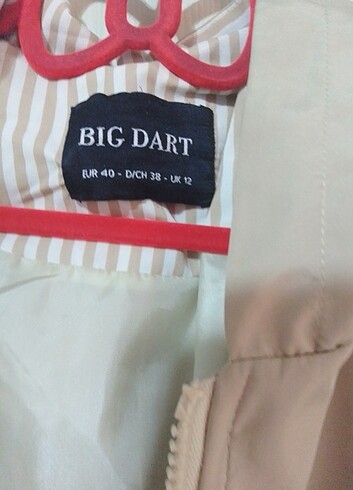 BIG DART
EUR 40 - D/CH 38 - UK 12